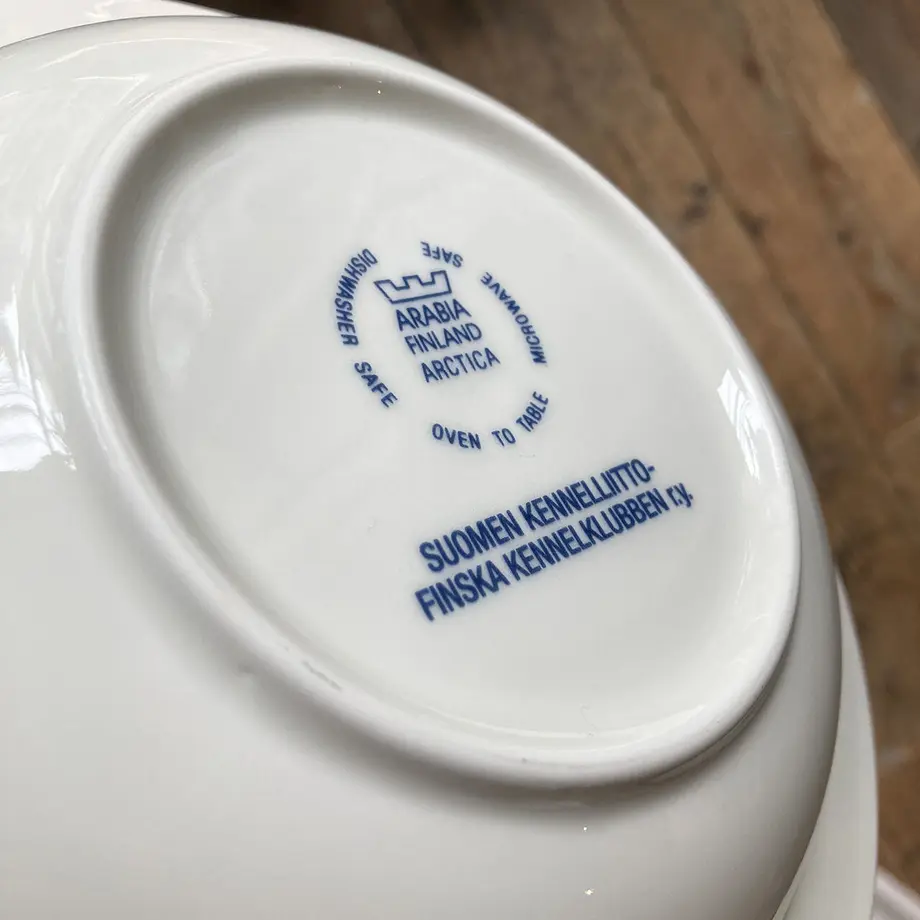 DISHWASHER SAFE
MICROWAVE SAFE
OVEN TO TABLE
ARABIA
FINLAND
ARCTICA
SUOMEN KENNELLIITTO-
FINSKA KENNELKLUBBEN r.y.